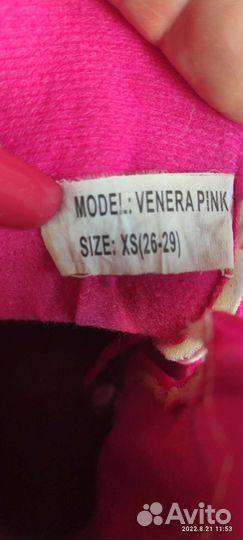 MODEL: VENERA PINK
SIZE: XS(26-29)
Avito
2022.8.21 11:53